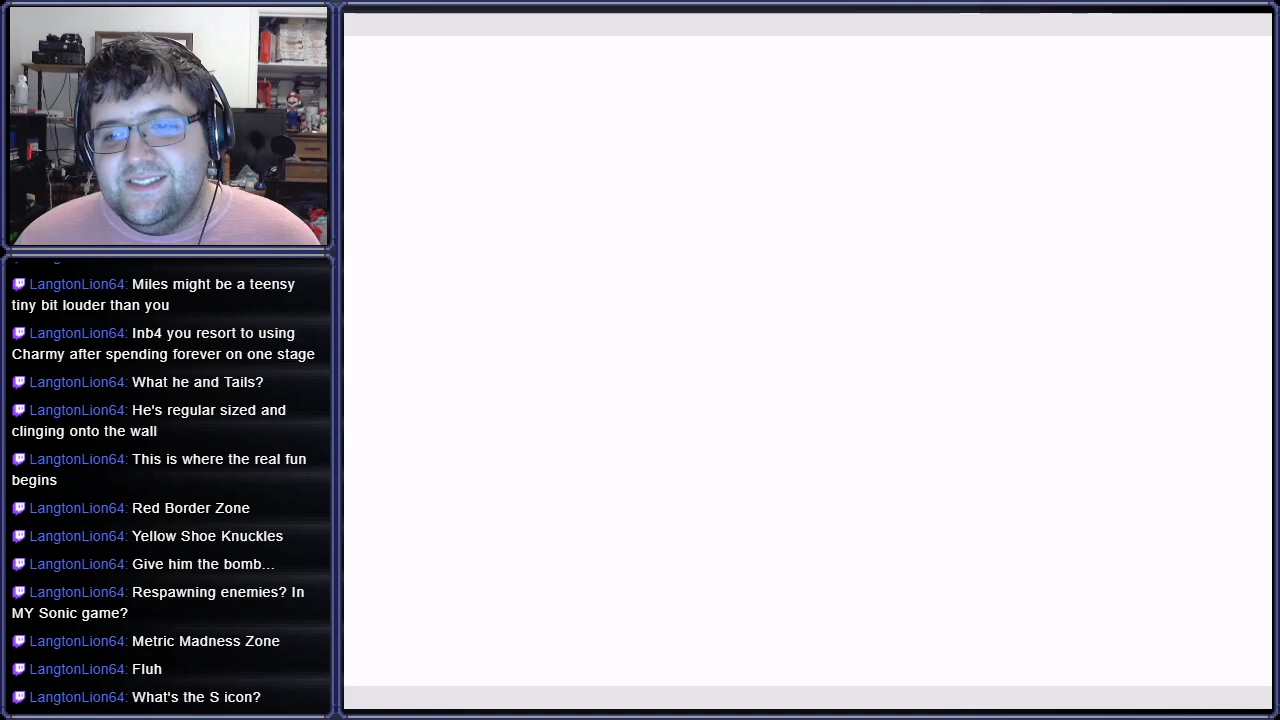 LangtonLion64: Miles might be a teensy
tiny bit louder than you
LangtonLion64: Inb4 you resort to using
Charmy after spending forever on one stage
LangtonLion64: What he and Tails?
LangtonLion64: He's regular sized and
clinging onto the wall
LangtonLion64: This is where the real fun
begins
LangtonLion64: Red Border Zone
LangtonLion64: Yellow Shoe Knuckles
LangtonLion64: Give him the bomb...
LangtonLion64: Respawning enemies? In
MY Sonic game?
LangtonLion64: Metric Madness Zone
LangtonLion64: Fluh
LangtonLion64: What's the S icon?